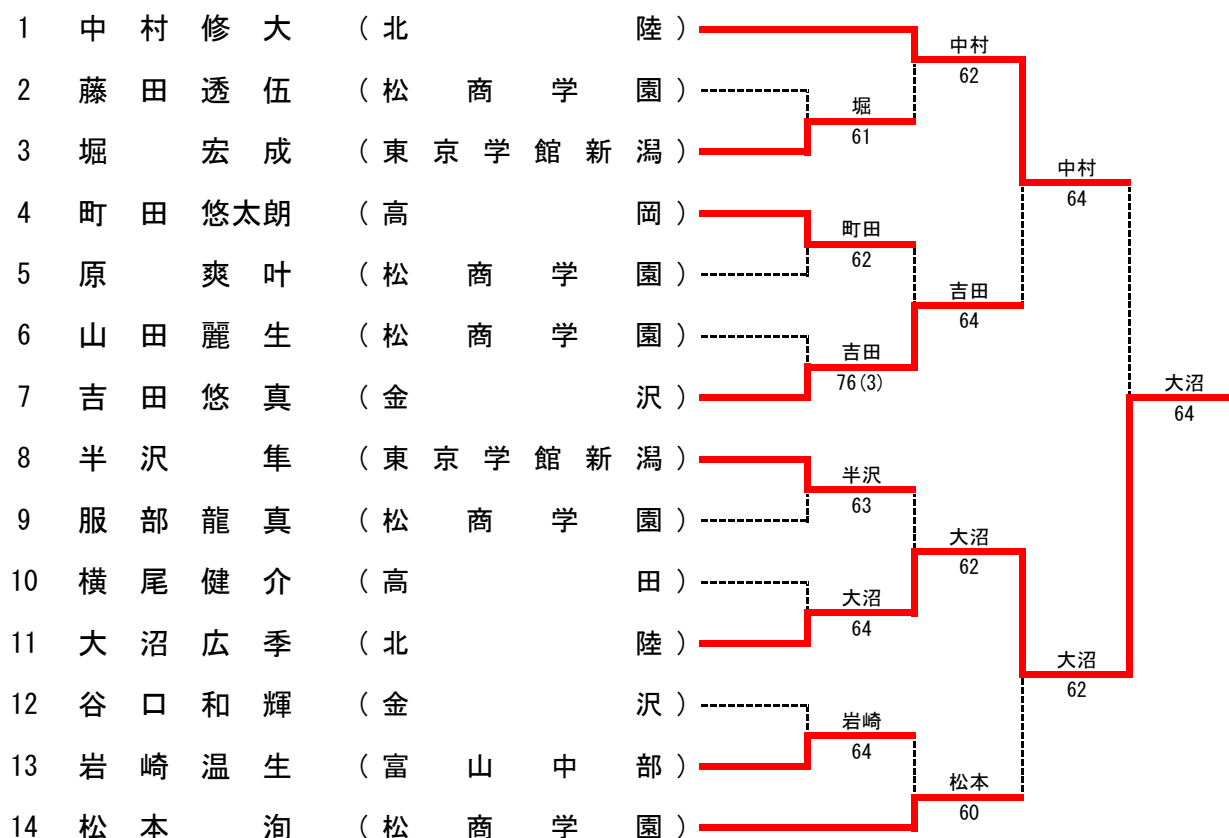 1 中村修大 (北陸)
2 藤田透伍 (松商学園)
3 堀 宏成 (東京学館新潟)
4 町田悠太朗 (高岡)
5 原 爽叶 (松商学園)
6 山田麗生 (松商学園)
7 吉田悠真 (金沢)
8 半沢 隼 (東京学館新潟)
9 服部龍真 (松商学園)
10 横尾健介 (高田)
11 大沼広季 (北陸)
12 谷口和輝 (金沢)
13 岩崎温生 (富山中部)
14 松本 洵 (松商学園)
堀
61
町田
62
吉田
76(3)
半沢
63
大沼
64
岩崎
64
中村
62
吉田
64
大沼
62
松本
60
中村
64
大沼
62
大沼
64